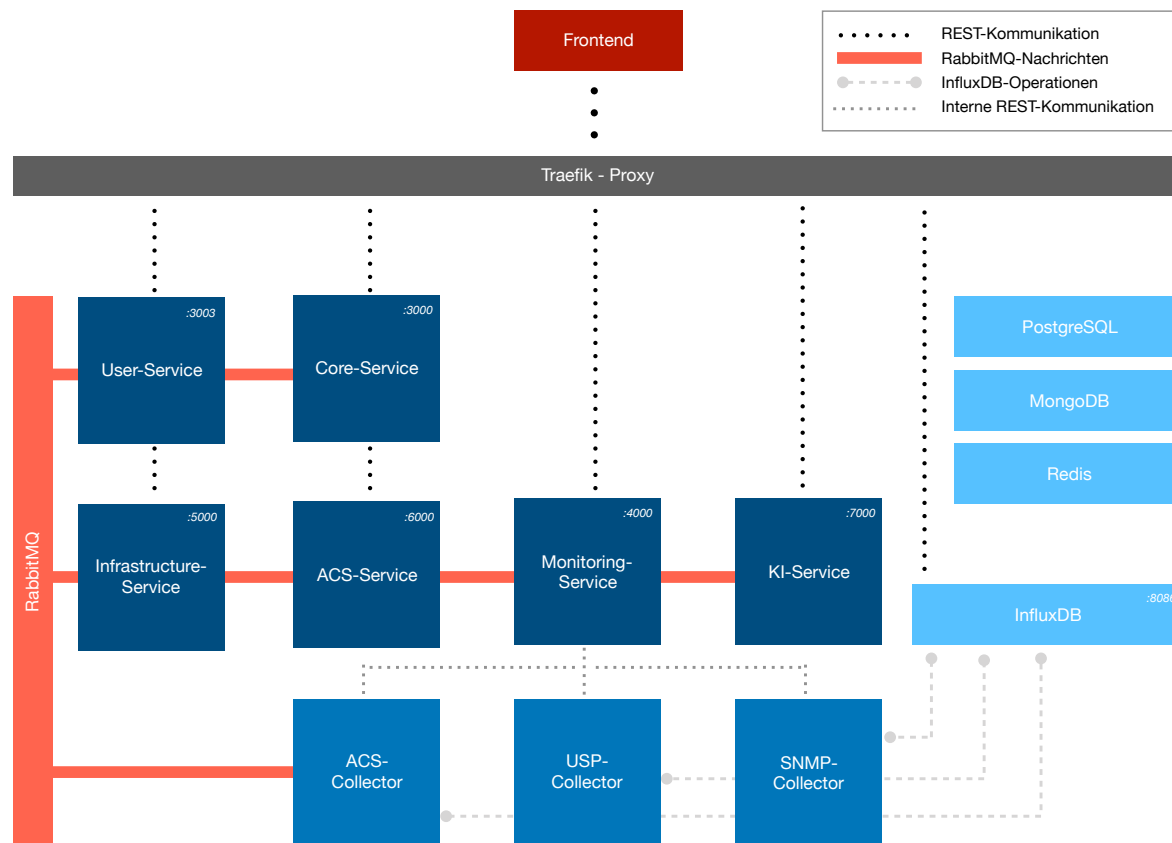 Frontend
REST-Kommunikation
RabbitMQ-Nachrichten
InfluxDB-Operationen
Interne REST-Kommunikation
Traefik - Proxy
:3003
User-Service
:3000
Core-Service
PostgreSQL
MongoDB
Redis
RabbitMQ
:5000
Infrastructure-
Service
:6000
ACS-Service
:4000
Monitoring-
Service
:7000
KI-Service
:8086
InfluxDB
ACS-
Collector
USP-
Collector
SNMP-
Collector